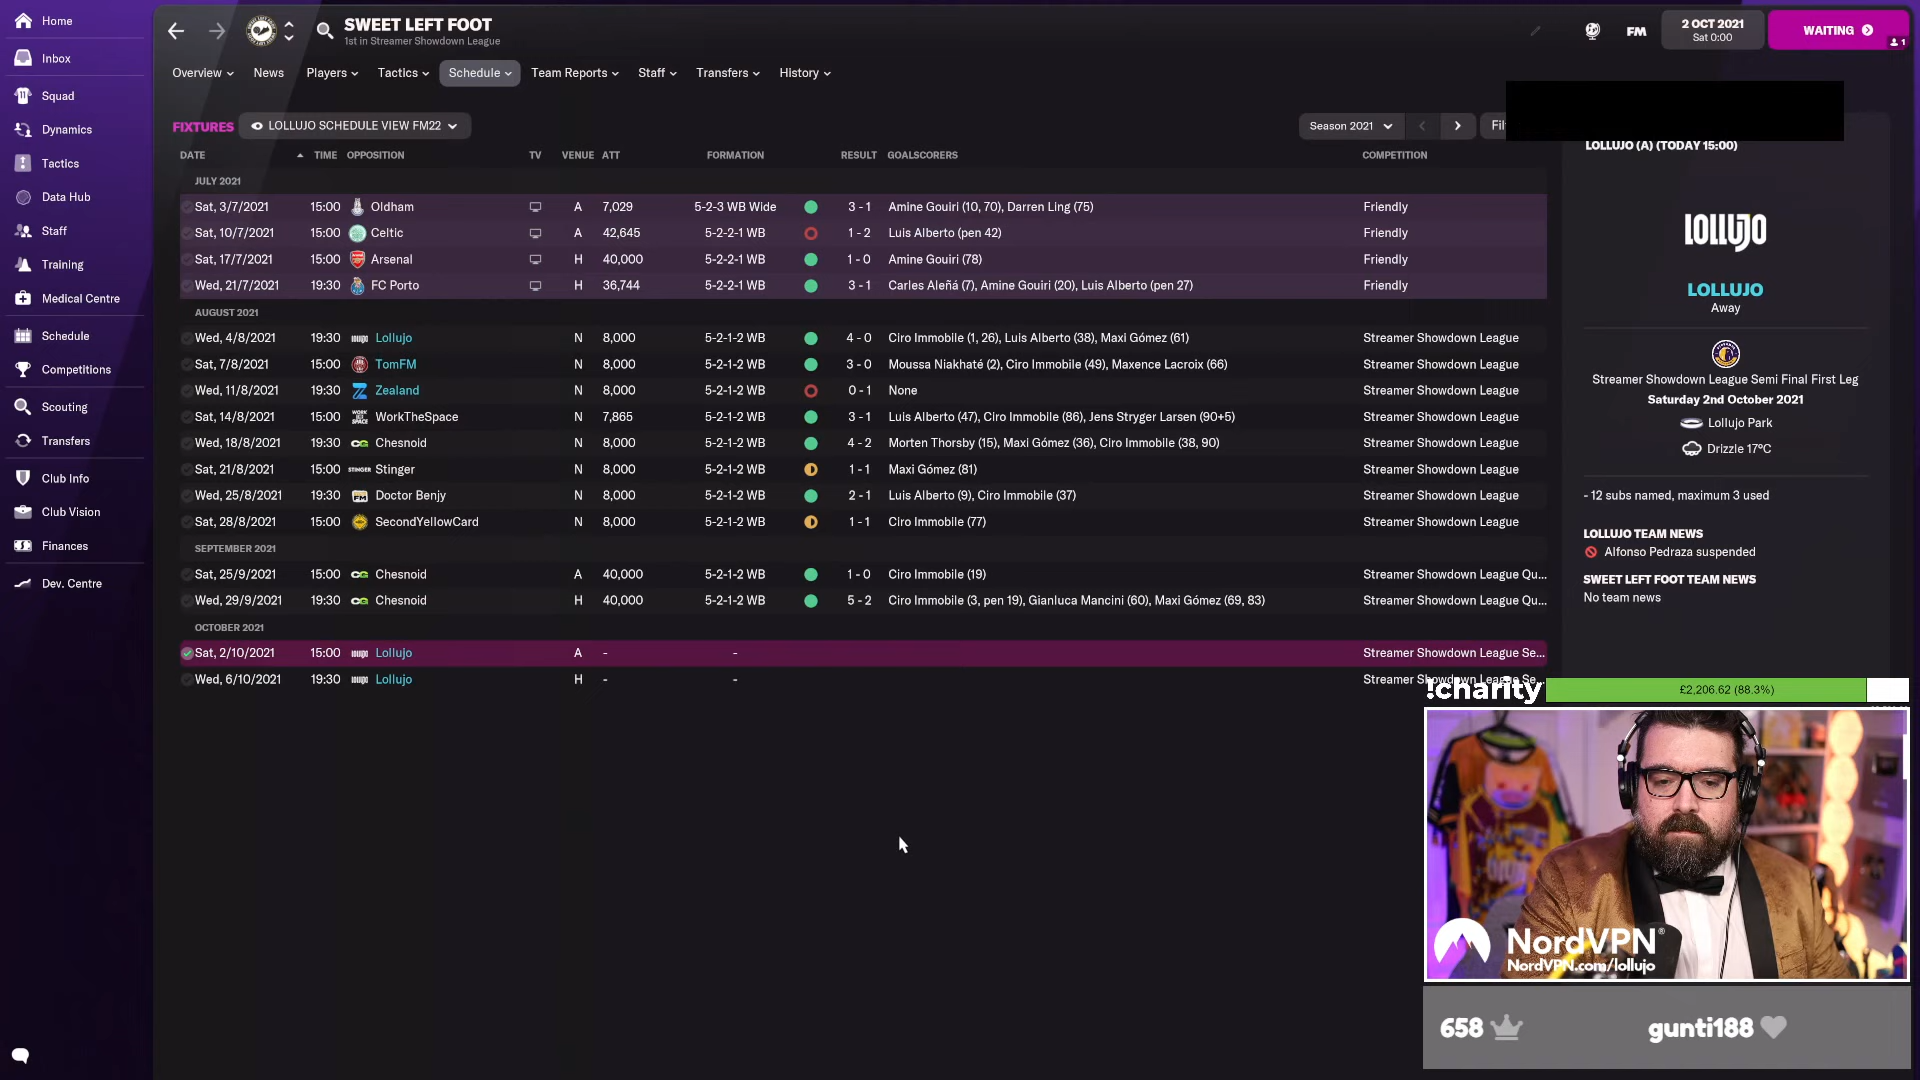 Home
SWEET LEFT FOOT
1st in Streamer Showdown League
FM
2 OCT 2021
Sat 0:00
WAITING
1
Inbox
Squad
Dynamics
Tactics
Data Hub
Staff
Training
Medical Centre
Schedule
Competitions
Scouting
Transfers
Club Info
Club Vision
Finances
Dev. Centre
Overview News Players Tactics Schedule Team Reports Staff Transfers History
FIXTURES LOLLUJO SCHEDULE VIEW FM22 Season 2021
DATE TIME OPPOSITION TV VENUE ATT FORMATION RESULT GOALSCORERS COMPETITION
JULY 2021
Sat, 3/7/2021 15:00 Oldham A 7,029 5-2-3 WB Wide 3 - 1 Amine Gouiri (10, 70), Darren Ling (75) Friendly
Sat, 10/7/2021 15:00 Celtic A 42,645 5-2-2-1 WB 1 - 2 Luis Alberto (pen 42) Friendly
Sat, 17/7/2021 15:00 Arsenal H 40,000 5-2-2-1 WB 1 - 0 Amine Gouiri (78) Friendly
Wed, 21/7/2021 19:30 FC Porto H 36,744 5-2-2-1 WB 3 - 1 Carles Aleñá (7), Amine Gouiri (20), Luis Alberto (pen 27) Friendly
AUGUST 2021
Wed, 4/8/2021 19:30 Lollujo N 8,000 5-2-1-2 WB 4 - 0 Ciro Immobile (1, 26), Luis Alberto (38), Maxi Gómez (61) Streamer Showdown League
Sat, 7/8/2021 15:00 TomFM N 8,000 5-2-1-2 WB 3 - 0 Moussa Niakhaté (2), Ciro Immobile (49), Maxence Lacroix (66) Streamer Showdown League
Wed, 11/8/2021 19:30 Zealand N 8,000 5-2-1-2 WB 0 - 1 None Streamer Showdown League
Sat, 14/8/2021 15:00 WorkTheSpace N 7,865 5-2-1-2 WB 3 - 1 Luis Alberto (47), Ciro Immobile (86), Jens Stryger Larsen (90+5) Streamer Showdown League
Wed, 18/8/2021 19:30 Chesnoid N 8,000 5-2-1-2 WB 4 - 2 Morten Thorsby (15), Maxi Gómez (36), Ciro Immobile (38, 90) Streamer Showdown League
Sat, 21/8/2021 15:00 Stinger N 8,000 5-2-1-2 WB 1 - 1 Maxi Gómez (81) Streamer Showdown League
Wed, 25/8/2021 19:30 Doctor Benjy N 8,000 5-2-1-2 WB 2 - 1 Luis Alberto (9), Ciro Immobile (37) Streamer Showdown League
Sat, 28/8/2021 15:00 SecondYellowCard N 8,000 5-2-1-2 WB 1 - 1 Ciro Immobile (77) Streamer Showdown League
SEPTEMBER 2021
Sat, 25/9/2021 15:00 Chesnoid A 40,000 5-2-1-2 WB 1 - 0 Ciro Immobile (19) Streamer Showdown League Qu...
Wed, 29/9/2021 19:30 Chesnoid H 40,000 5-2-1-2 WB 5 - 2 Ciro Immobile (3, pen 19), Gianluca Mancini (60), Maxi Gómez (69, 83) Streamer Showdown League Qu...
OCTOBER 2021
Sat, 2/10/2021 15:00 Lollujo A - - Streamer Showdown League Se...
Wed, 6/10/2021 19:30 Lollujo H - - Streamer Showdown League Se...
LOLLUJO (A) (TODAY 15:00)
LOLLUJO
LOLLUJO
Away
Streamer Showdown League Semi Final First Leg
Saturday 2nd October 2021
Lollujo Park
Drizzle 17°C
- 12 subs named, maximum 3 used
LOLLUJO TEAM NEWS
Alfonso Pedraza suspended
SWEET LEFT FOOT TEAM NEWS
No team news
!charity £2,206.62 (88.3%)
NordVPN®
NordVPN.com/lollujo
658 gunti188